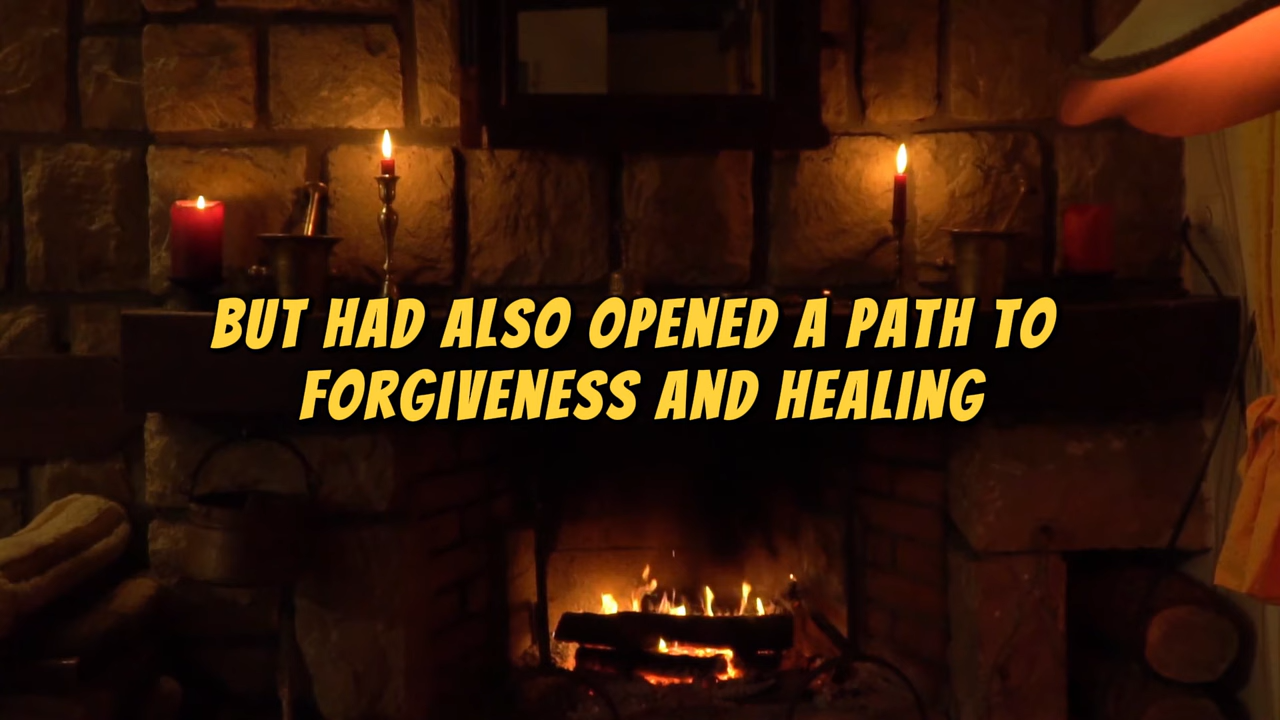 BUT HAD ALSO OPENED A PATH TO
FORGIVENESS AND HEALING